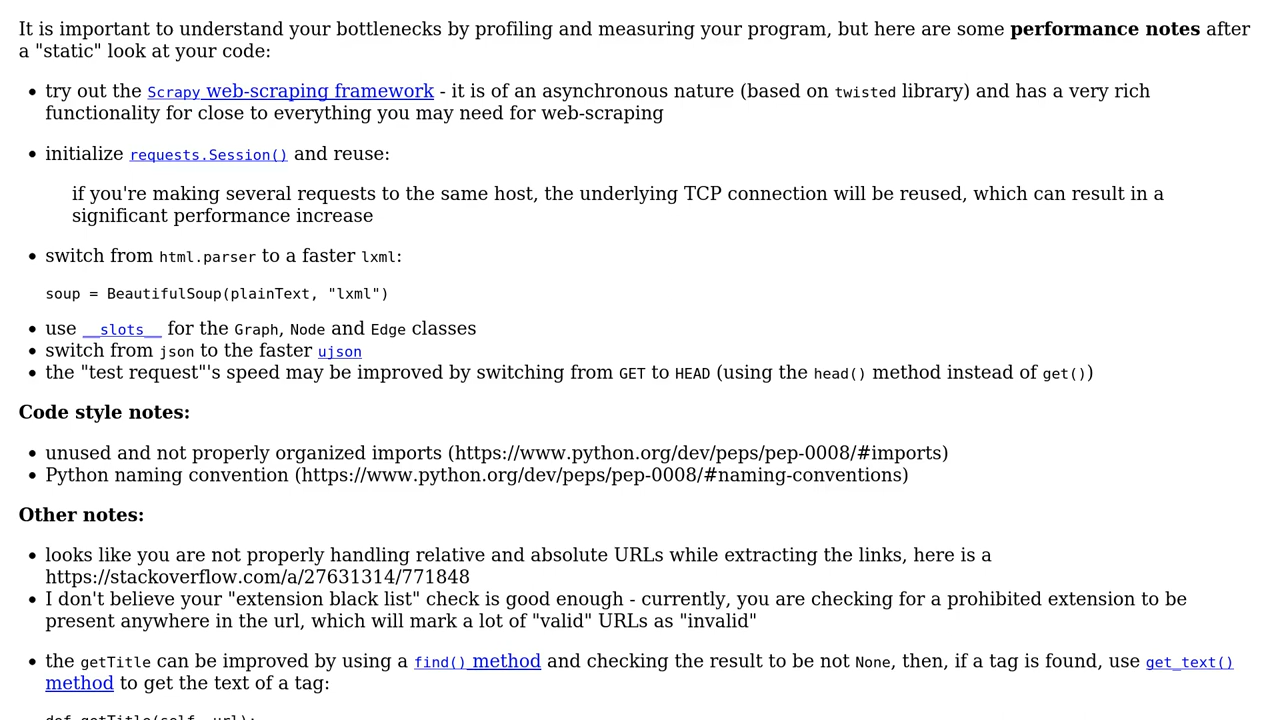 It is important to understand your bottlenecks by profiling and measuring your program, but here are some performance notes after
a "static" look at your code:
• try out the Scrapy web-scraping framework - it is of an asynchronous nature (based on twisted library) and has a very rich
functionality for close to everything you may need for web-scraping
• initialize requests.Session() and reuse:
if you're making several requests to the same host, the underlying TCP connection will be reused, which can result in a
significant performance increase
• switch from html.parser to a faster lxml:
soup = BeautifulSoup(plainText, "lxml")
• use __slots__ for the Graph, Node and Edge classes
• switch from json to the faster ujson
• the "test request"'s speed may be improved by switching from GET to HEAD (using the head() method instead of get())
Code style notes:
• unused and not properly organized imports (https://www.python.org/dev/peps/pep-0008/#imports)
• Python naming convention (https://www.python.org/dev/peps/pep-0008/#naming-conventions)
Other notes:
• looks like you are not properly handling relative and absolute URLs while extracting the links, here is a
https://stackoverflow.com/a/27631314/771848
• I don't believe your "extension black list" check is good enough - currently, you are checking for a prohibited extension to be
present anywhere in the url, which will mark a lot of "valid" URLs as "invalid"
• the getTitle can be improved by using a find() method and checking the result to be not None, then, if a tag is found, use get_text()
method to get the text of a tag:
def getTitle(self, url):